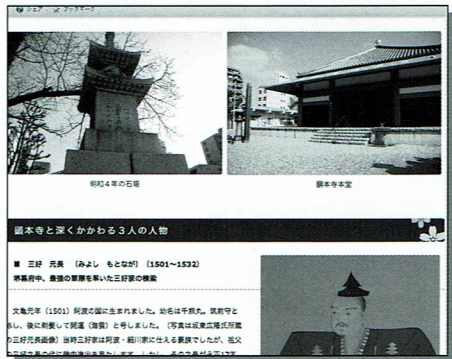 シェア ☆ ブックマーク
明和４年の石塔
顕本寺本堂
顕本寺と深くかかわる３人の人物
■ 三好 元長 （みよし もとなが）（1501～1532）
堺幕府中、最強の軍隊を率いた三好家の棟梁
文亀元年（1501）阿波の国に生まれました。幼名は千熊丸。筑前守と
称し、後に剃髪して開運（海雲）と号しました。（写真は坂東広隆氏所蔵
の三好元長画像）当時三好家は阿波・細川家に仕える豪族でしたが、祖父